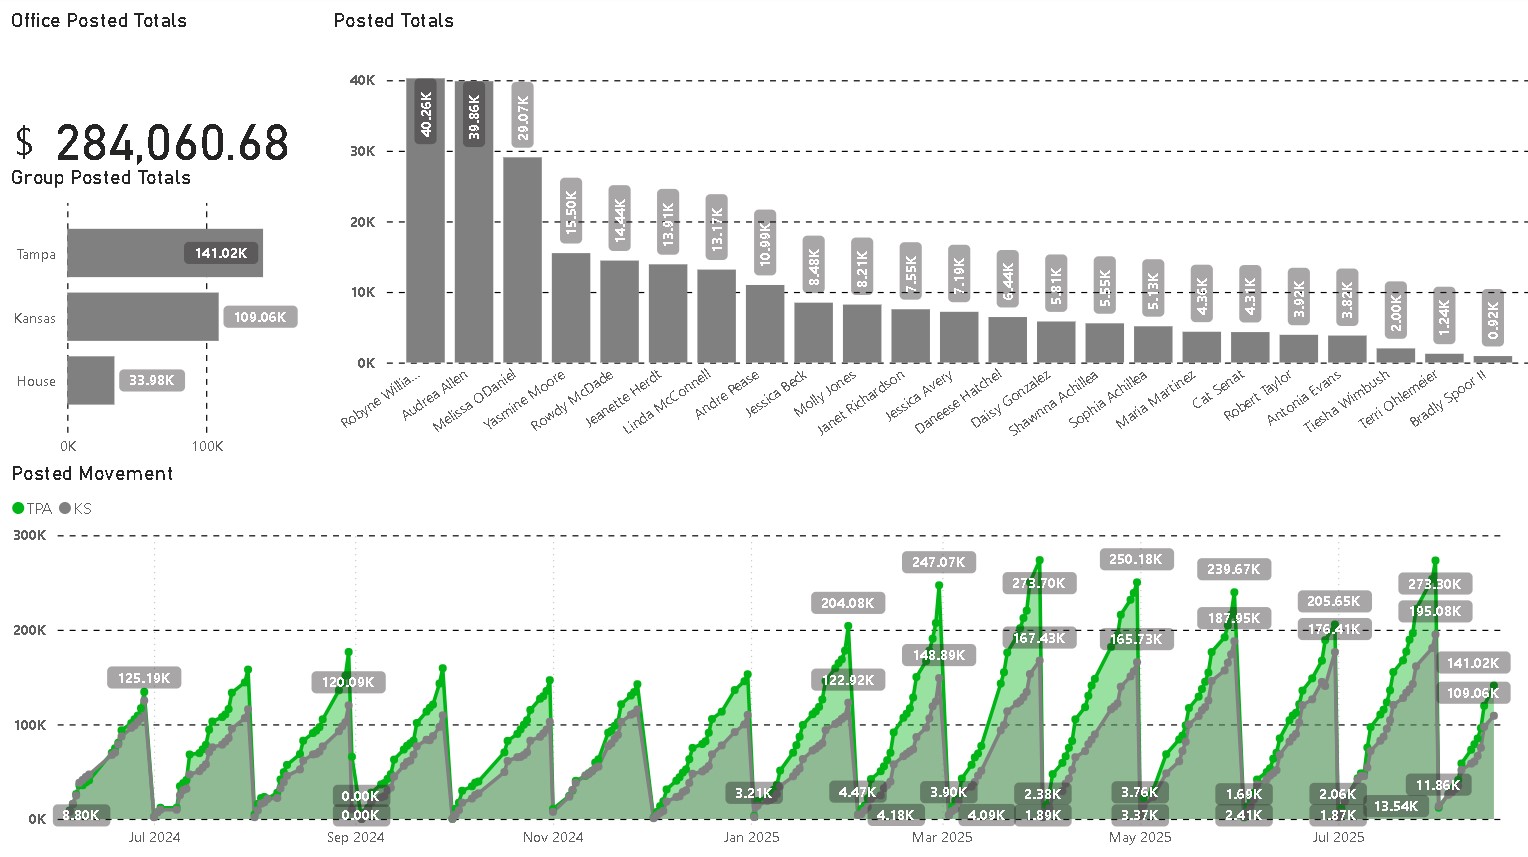 Office Posted Totals
$ 284,060.68
Group Posted Totals
Tampa 141.02K
Kansas 109.06K
House 33.98K
0K 100K
Posted Totals
40K
30K
20K
10K
0K
40.26K 39.86K 29.07K 15.50K 14.44K 13.91K 13.17K 10.99K 8.48K 8.21K 7.55K 7.19K 6.44K 5.81K 5.55K 5.13K 4.36K 4.31K 3.92K 3.82K 2.00K 1.24K 0.92K
Robyne Willia...
Audrea Allen
Melissa ODaniel
Yasmine Moore
Rowdy McDade
Jeanette Herdt
Linda McConnell
Andre Pease
Jessica Beck
Molly Jones
Janet Richardson
Jessica Avery
Daneese Hatchel
Daisy Gonzalez
Shawnna Achillea
Sophia Achillea
Maria Martinez
Cat Senat
Robert Taylor
Antonia Evans
Tiesha Wimbush
Terri Ohlemeier
Bradly Spoor II
Posted Movement
TPA KS
300K
200K
100K
0K
125.19K 120.09K 204.08K 247.07K 273.70K 250.18K 239.67K 205.65K 273.30K 141.02K
122.92K 148.89K 167.43K 165.73K 187.95K 176.41K 195.08K 109.06K
0.00K 3.21K 4.47K 3.90K 2.38K 3.76K 1.69K 2.06K 11.86K
8.80K 0.00K 4.18K 4.09K 1.89K 3.37K 2.41K 1.87K 13.54K
Jul 2024 Sep 2024 Nov 2024 Jan 2025 Mar 2025 May 2025 Jul 2025